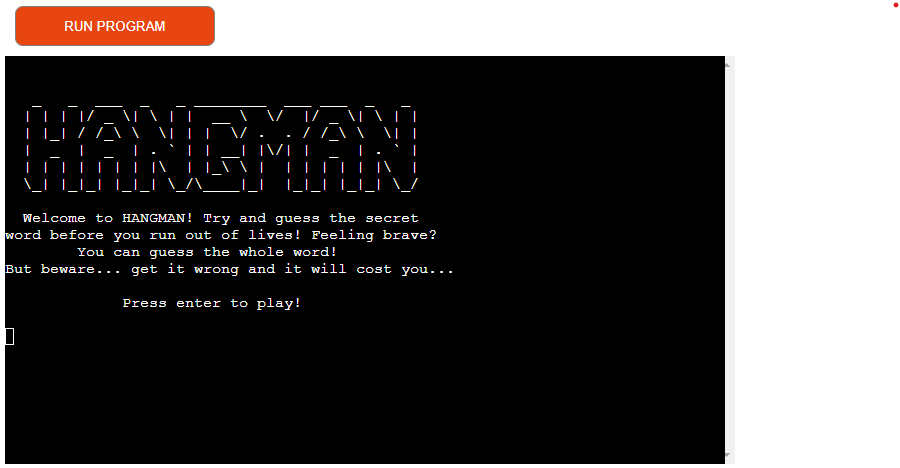 RUN PROGRAM
HANGMAN
Welcome to HANGMAN! Try and guess the secret
word before you run out of lives! Feeling brave?
You can guess the whole word!
But beware... get it wrong and it will cost you...
Press enter to play!